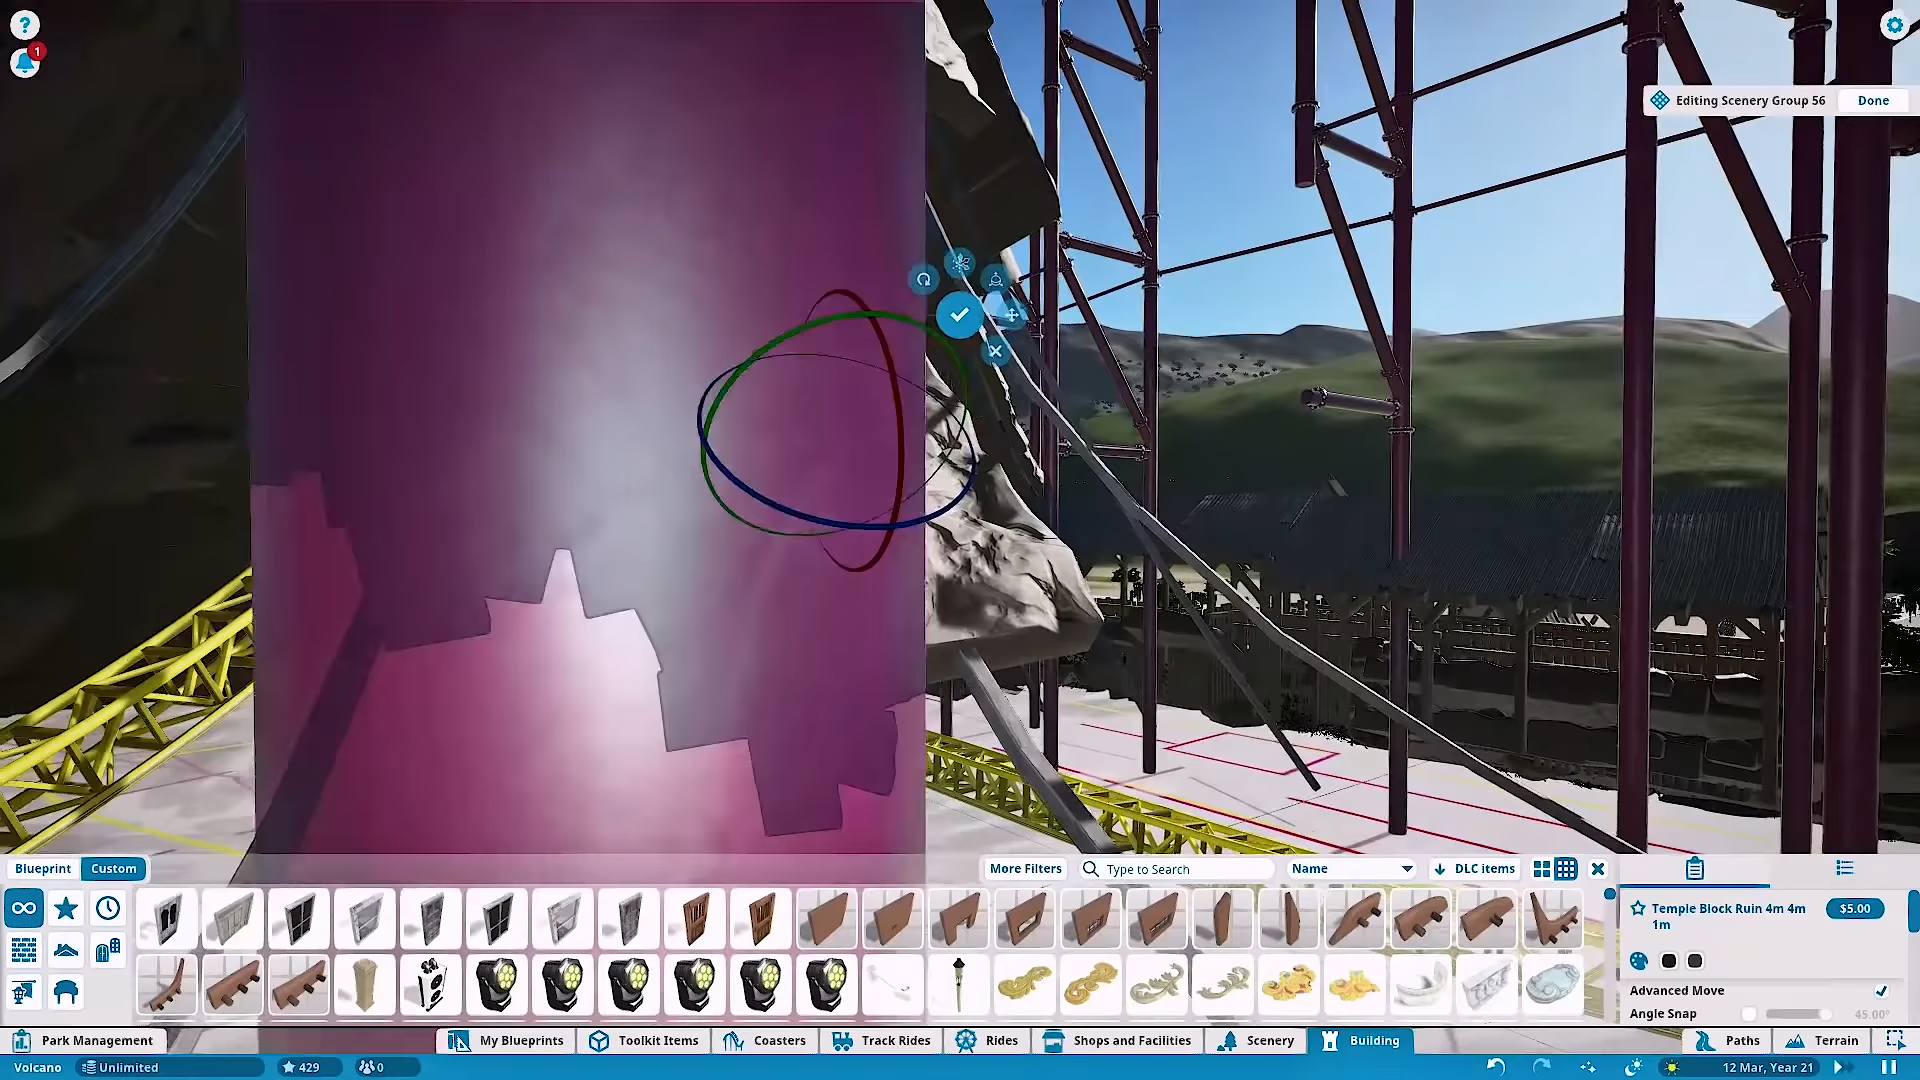 ?
1
Editing Scenery Group 56
Done
Blueprint
Custom
More Filters
Type to Search
Name
DLC items
Temple Block Ruin 4m 4m
1m
$5.00
Advanced Move
Angle Snap
45.00°
Park Management
My Blueprints
Toolkit Items
Coasters
Track Rides
Rides
Shops and Facilities
Scenery
Building
Paths
Terrain
Volcano
Unlimited
429
0
12 Mar, Year 21